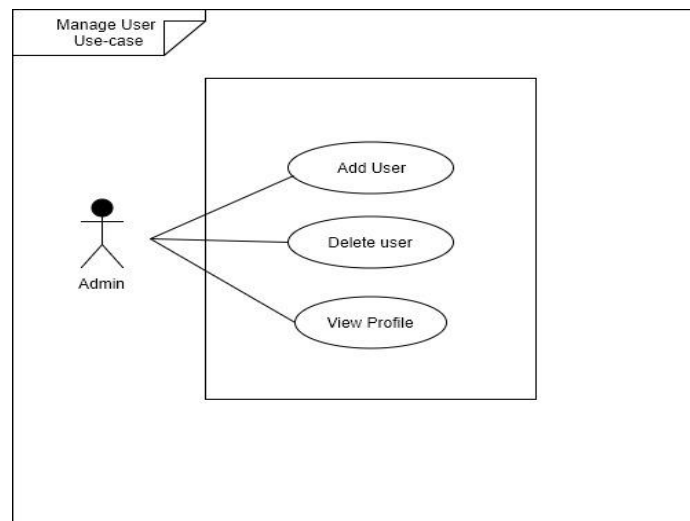 Manage User
Use-case
Add User
Delete user
Admin
View Profile